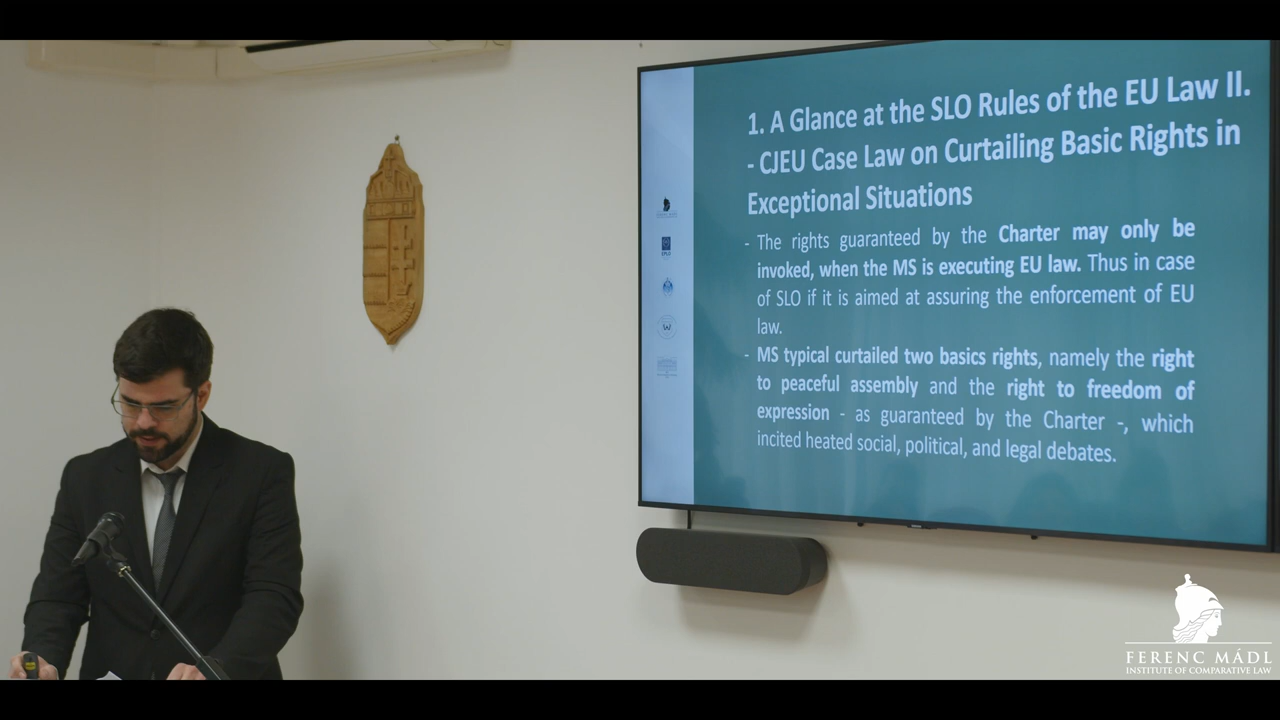 1. A Glance at the SLO Rules of the EU Law II.
- CJEU Case Law on Curtailing Basic Rights in
Exceptional Situations
- The rights guaranteed by the Charter may only be
invoked, when the MS is executing EU law. Thus in case
of SLO if it is aimed at assuring the enforcement of EU
law.
- MS typical curtailed two basics rights, namely the right
to peaceful assembly and the right to freedom of
expression - as guaranteed by the Charter -, which
incited heated social, political, and legal debates.
FERENC MÁDL
INSTITUTE OF COMPARATIVE LAW